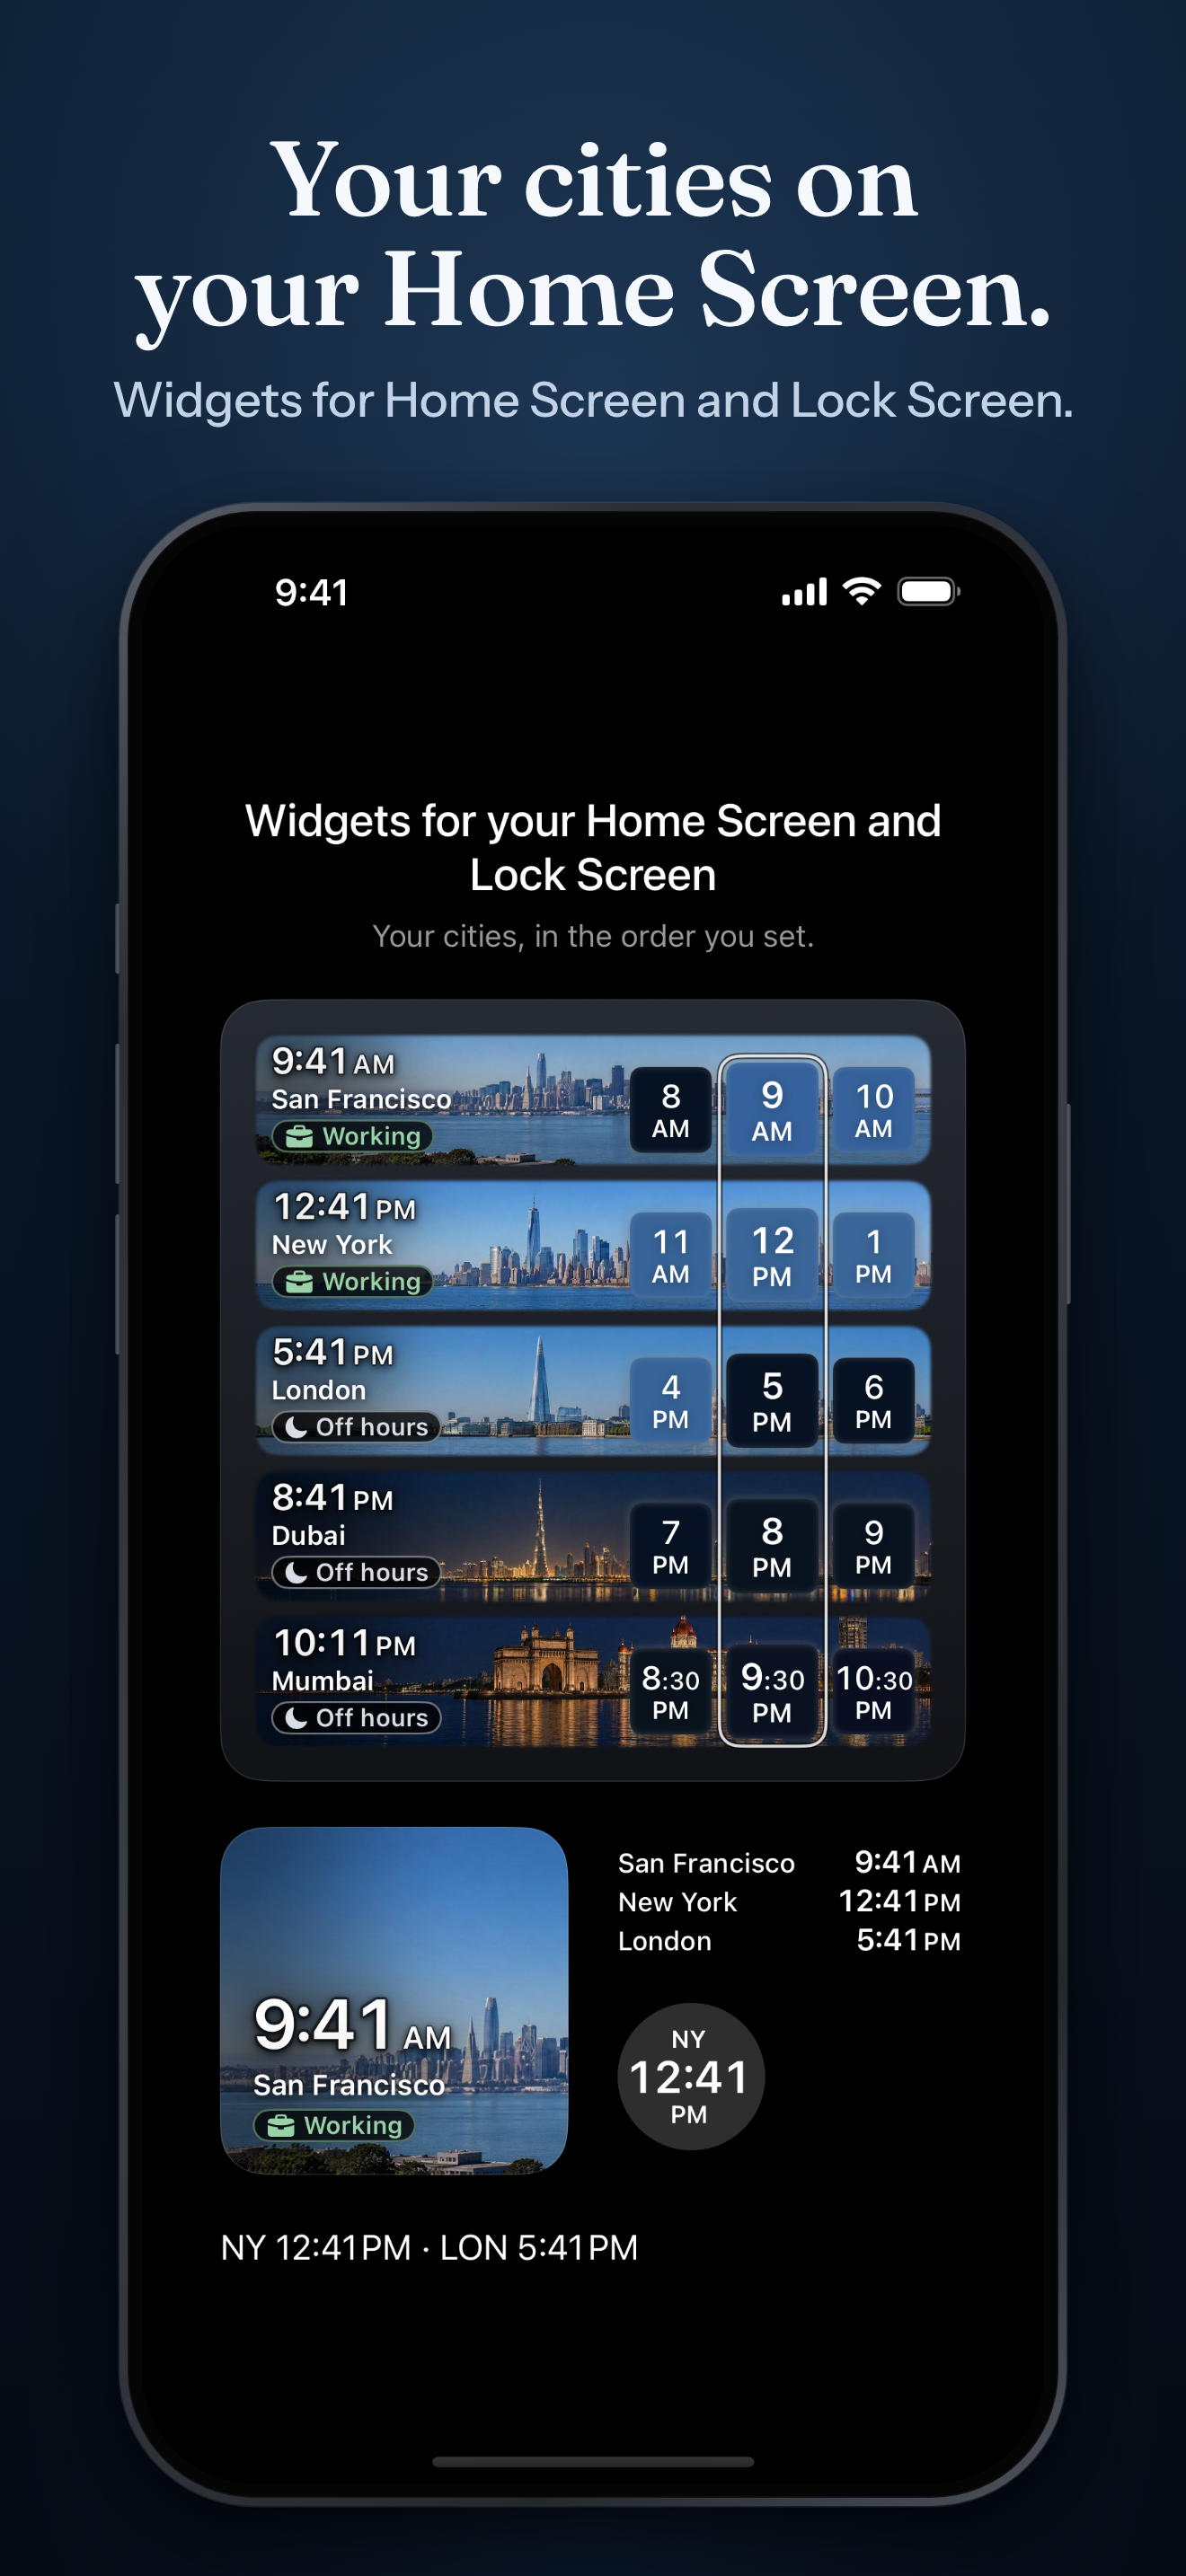 Your cities on
your Home Screen.
Widgets for Home Screen and Lock Screen.
9:41
Widgets for your Home Screen and
Lock Screen
Your cities, in the order you set.
9:41 AM
San Francisco
Working
8 AM
9 AM
10 AM
12:41 PM
New York
Working
11 AM
12 PM
1 PM
5:41 PM
London
Off hours
4 PM
5 PM
6 PM
8:41 PM
Dubai
Off hours
7 PM
8 PM
9 PM
10:11 PM
Mumbai
Off hours
8:30 PM
9:30 PM
10:30 PM
9:41 AM
San Francisco
Working
San Francisco 9:41 AM
New York 12:41 PM
London 5:41 PM
NY
12:41
PM
NY 12:41 PM · LON 5:41 PM